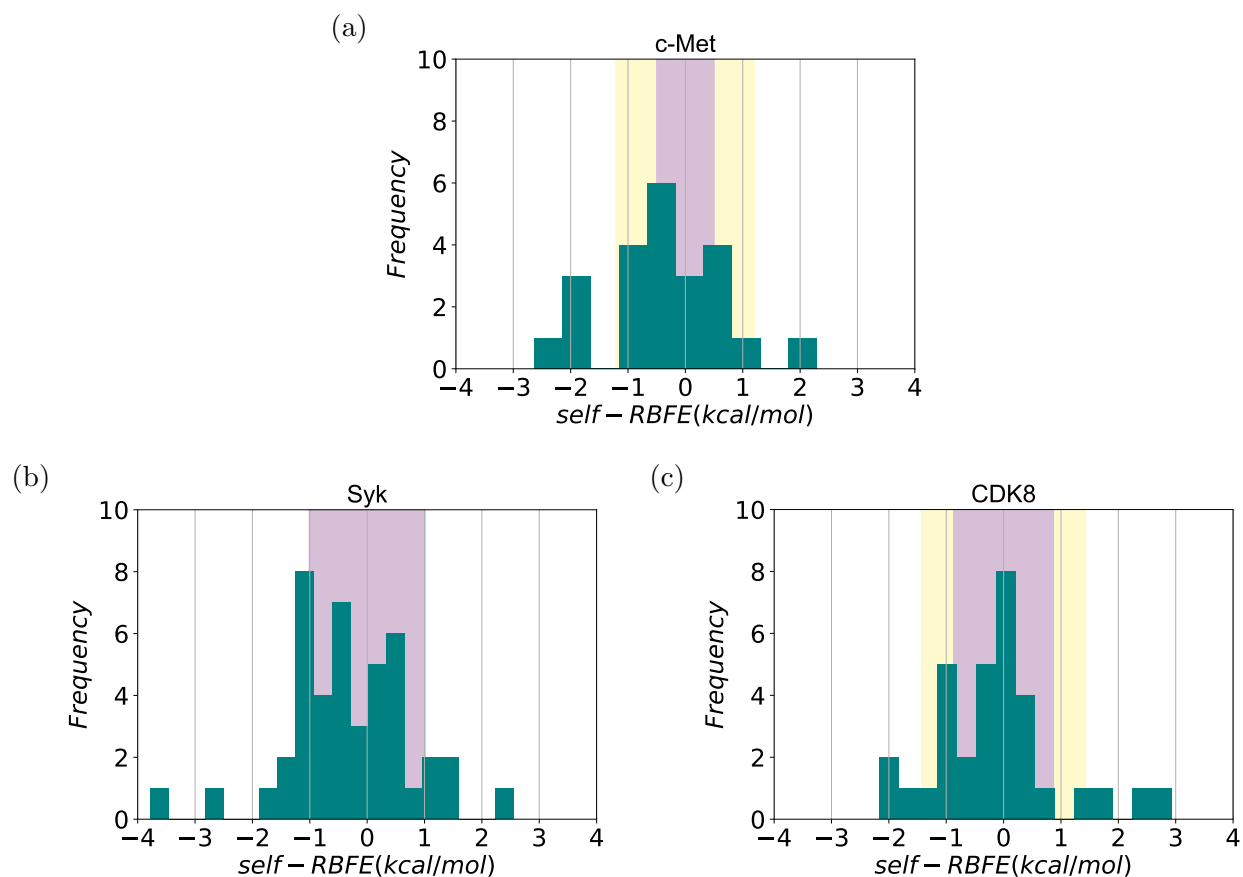 (a)
c-Met
10
8
6
4
2
0
Frequency
−4 −3 −2 −1 0 1 2 3 4
self − RBFE(kcal/mol)
(b)
Syk
10
8
6
4
2
0
Frequency
−4 −3 −2 −1 0 1 2 3 4
self − RBFE(kcal/mol)
(c)
CDK8
10
8
6
4
2
0
Frequency
−4 −3 −2 −1 0 1 2 3 4
self − RBFE(kcal/mol)